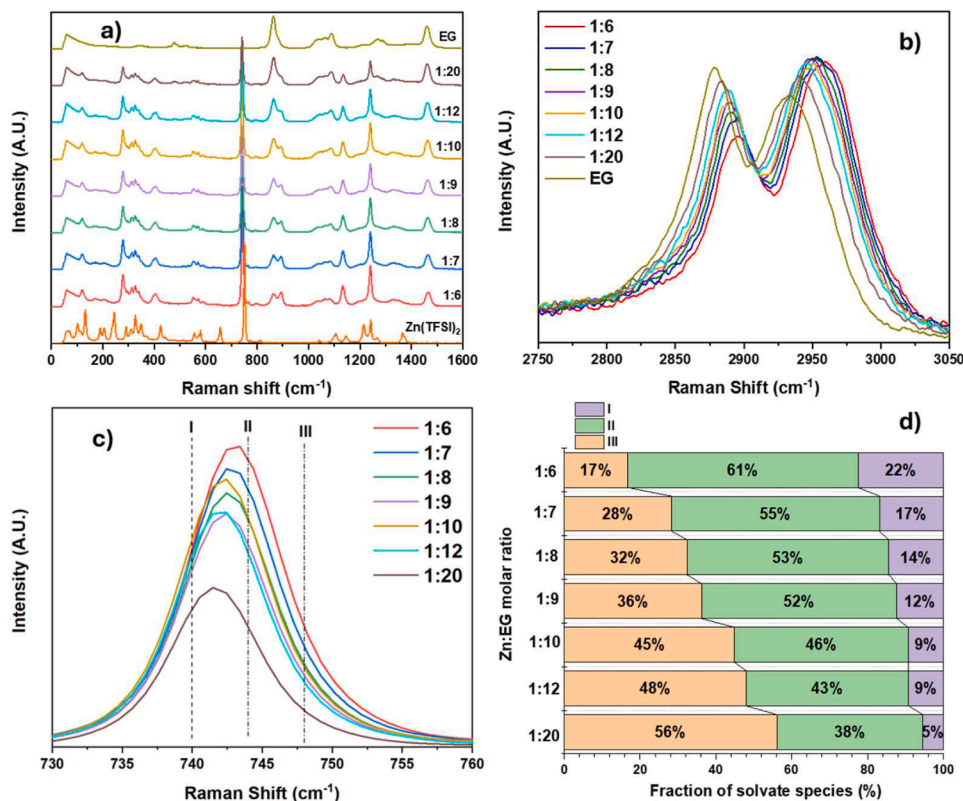 a)
EG
1:20
1:12
1:10
1:9
1:8
1:7
1:6
Zn(TFSI)₂
Intensity (A.U.)
0 200 400 600 800 1000 1200 1400 1600
Raman shift (cm⁻¹)
b)
1:6
1:7
1:8
1:9
1:10
1:12
1:20
EG
Intensity (A.U.)
2750 2800 2850 2900 2950 3000 3050
Raman Shift (cm⁻¹)
c)
I II III
1:6
1:7
1:8
1:9
1:10
1:12
1:20
Intensity (A.U.)
730 735 740 745 750 755 760
Raman Shift (cm⁻¹)
I
II
III
d)
Zn:EG molar ratio
1:6 17% 61% 22%
1:7 28% 55% 17%
1:8 32% 53% 14%
1:9 36% 52% 12%
1:10 45% 46% 9%
1:12 48% 43% 9%
1:20 56% 38% 5%
0 20 40 60 80 100
Fraction of solvate species (%)